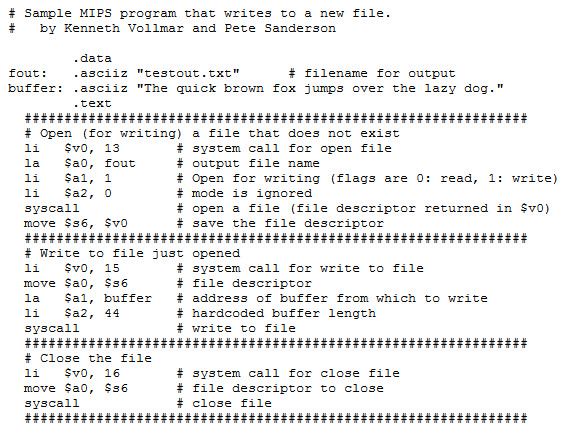 # Sample MIPS program that writes to a new file.
#   by Kenneth Vollmar and Pete Sanderson
        .data
fout:   .asciiz "testout.txt"      # filename for output
buffer: .asciiz "The quick brown fox jumps over the lazy dog."
        .text
  ###############################################################
  # Open (for writing) a file that does not exist
  li   $v0, 13       # system call for open file
  la   $a0, fout     # output file name
  li   $a1, 1        # Open for writing (flags are 0: read, 1: write)
  li   $a2, 0        # mode is ignored
  syscall            # open a file (file descriptor returned in $v0)
  move $s6, $v0      # save the file descriptor
  ###############################################################
  # Write to file just opened
  li   $v0, 15       # system call for write to file
  move $a0, $s6      # file descriptor
  la   $a1, buffer   # address of buffer from which to write
  li   $a2, 44       # hardcoded buffer length
  syscall            # write to file
  ###############################################################
  # Close the file
  li   $v0, 16       # system call for close file
  move $a0, $s6      # file descriptor to close
  syscall            # close file
  ###############################################################